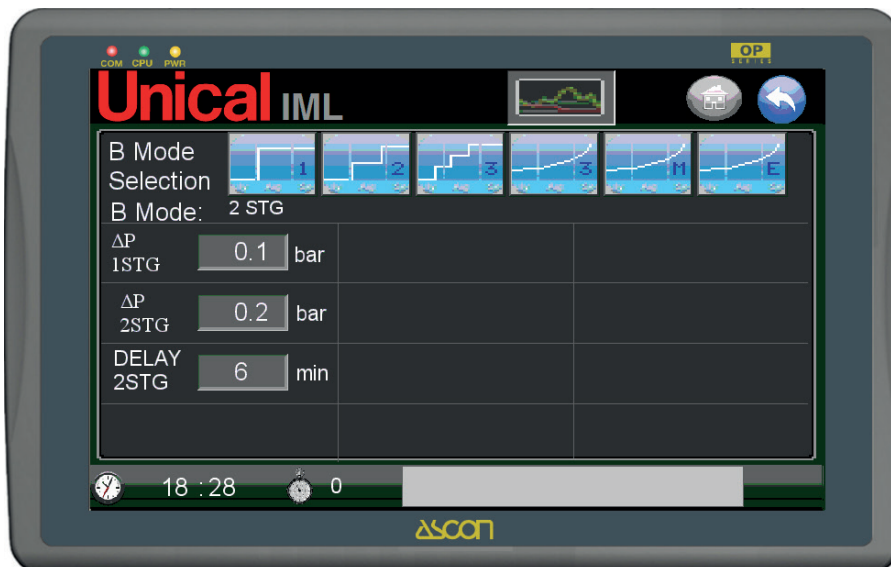 COM CPU PWR
OP
SERIES
Unical IML
B Mode
Selection
1 2 3 3 M E
B Mode: 2 STG
ΔP
1STG 0.1 bar
ΔP
2STG 0.2 bar
DELAY
2STG 6 min
18 : 28 0
ASCON